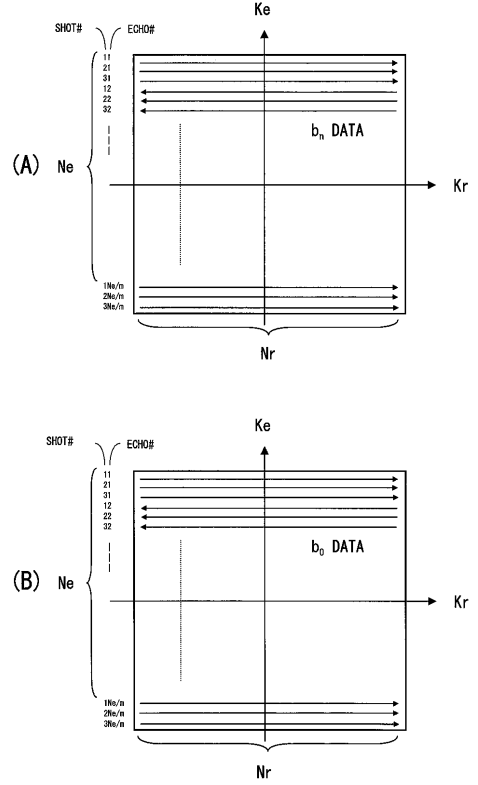 Ke
SHOT# ECHO#
11
21
31
12
22
32
bn DATA
(A) Ne
Kr
1Ne/m
2Ne/m
3Ne/m
Nr
Ke
SHOT# ECHO#
11
21
31
12
22
32
b0 DATA
(B) Ne
Kr
1Ne/m
2Ne/m
3Ne/m
Nr